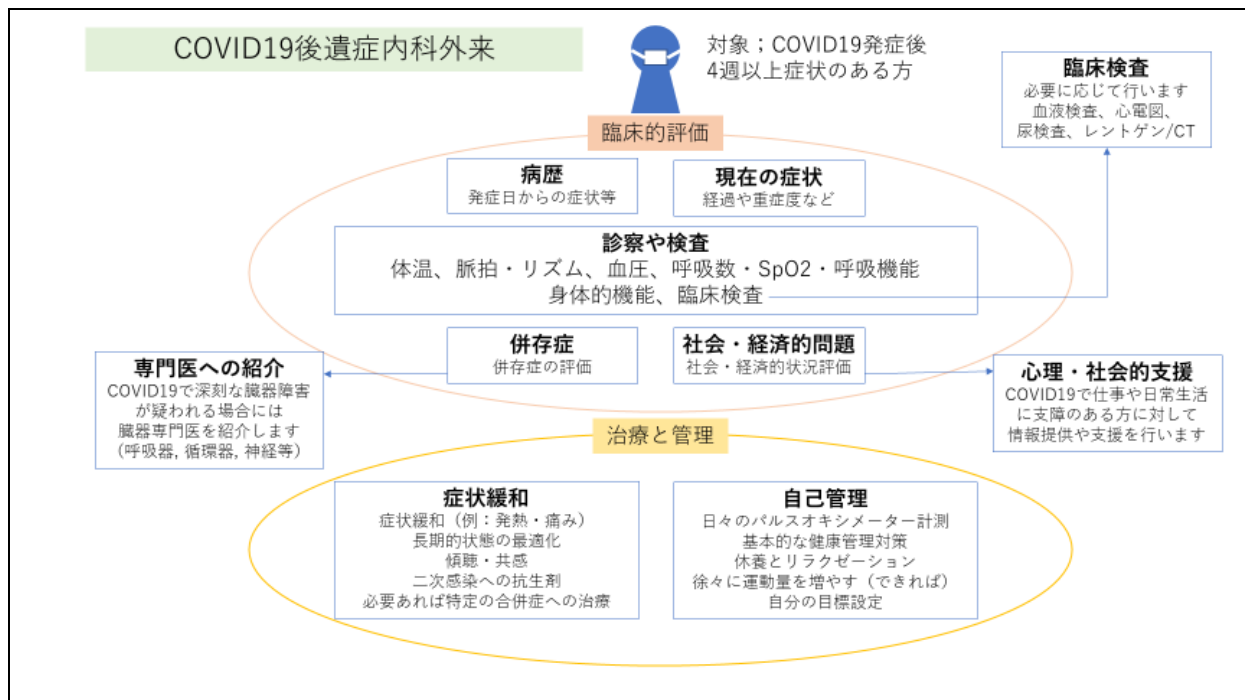 COVID19後遺症内科外来
対象；COVID19発症後
4週以上症状のある方
臨床検査
必要に応じて行います
血液検査、心電図、
尿検査、レントゲン/CT
臨床的評価
病歴
発症日からの症状等
現在の症状
経過や重症度など
診察や検査
体温、脈拍・リズム、血圧、呼吸数・SpO2・呼吸機能
身体的機能、臨床検査
併存症
併存症の評価
社会・経済的問題
社会・経済的状況評価
専門医への紹介
COVID19で深刻な臓器障害
が疑われる場合には
臓器専門医を紹介します
（呼吸器, 循環器, 神経等）
心理・社会的支援
COVID19で仕事や日常生活
に支障のある方に対して
情報提供や支援を行います
治療と管理
症状緩和
症状緩和（例：発熱・痛み）
長期的状態の最適化
傾聴・共感
二次感染への抗生剤
必要あれば特定の合併症への治療
自己管理
日々のパルスオキシメーター計測
基本的な健康管理対策
休養とリラクゼーション
徐々に運動量を増やす（できれば）
自分の目標設定